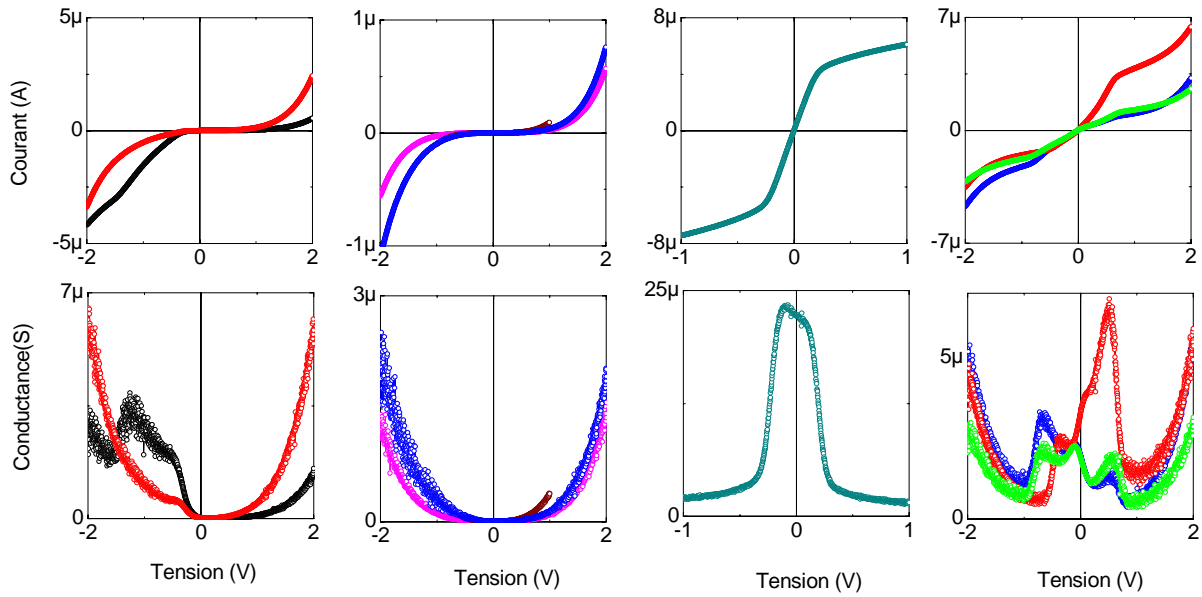 5µ 1µ 8µ 7µ
Courant (A)
0 0 0 0
-5µ -1µ -8µ -7µ
-2 0 2 -2 0 2 -1 0 1 -2 0 2
7µ 3µ 25µ 5µ
Conductance(S)
0 0 0 0
-2 0 2 -2 0 2 -1 0 1 -2 0 2
Tension (V) Tension (V) Tension (V) Tension (V)